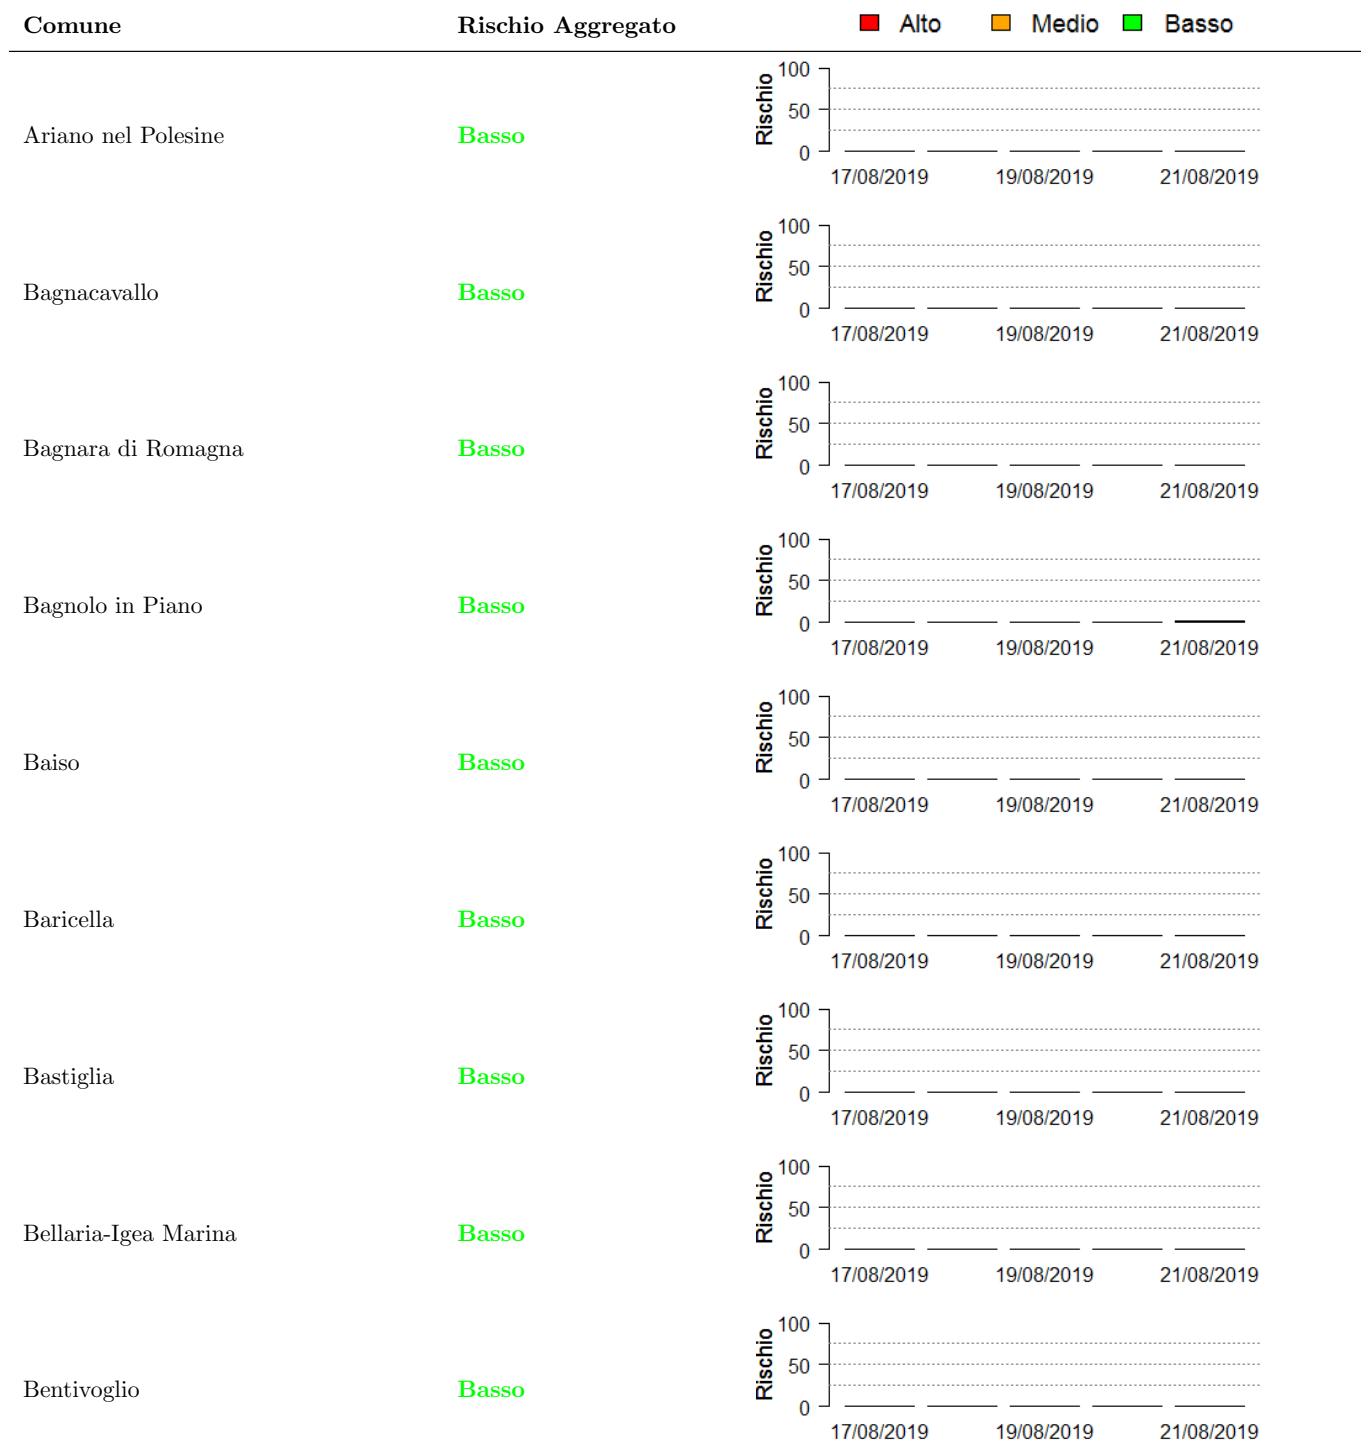 Comune Rischio Aggregato Alto Medio Basso
100
50
0
Rischio
Ariano nel Polesine Basso
17/08/2019 19/08/2019 21/08/2019
100
50
0
Rischio
Bagnacavallo Basso
17/08/2019 19/08/2019 21/08/2019
100
50
0
Rischio
Bagnara di Romagna Basso
17/08/2019 19/08/2019 21/08/2019
100
50
0
Rischio
Bagnolo in Piano Basso
17/08/2019 19/08/2019 21/08/2019
100
50
0
Rischio
Baiso Basso
17/08/2019 19/08/2019 21/08/2019
100
50
0
Rischio
Baricella Basso
17/08/2019 19/08/2019 21/08/2019
100
50
0
Rischio
Bastiglia Basso
17/08/2019 19/08/2019 21/08/2019
100
50
0
Rischio
Bellaria-Igea Marina Basso
17/08/2019 19/08/2019 21/08/2019
100
50
0
Rischio
Bentivoglio Basso
17/08/2019 19/08/2019 21/08/2019